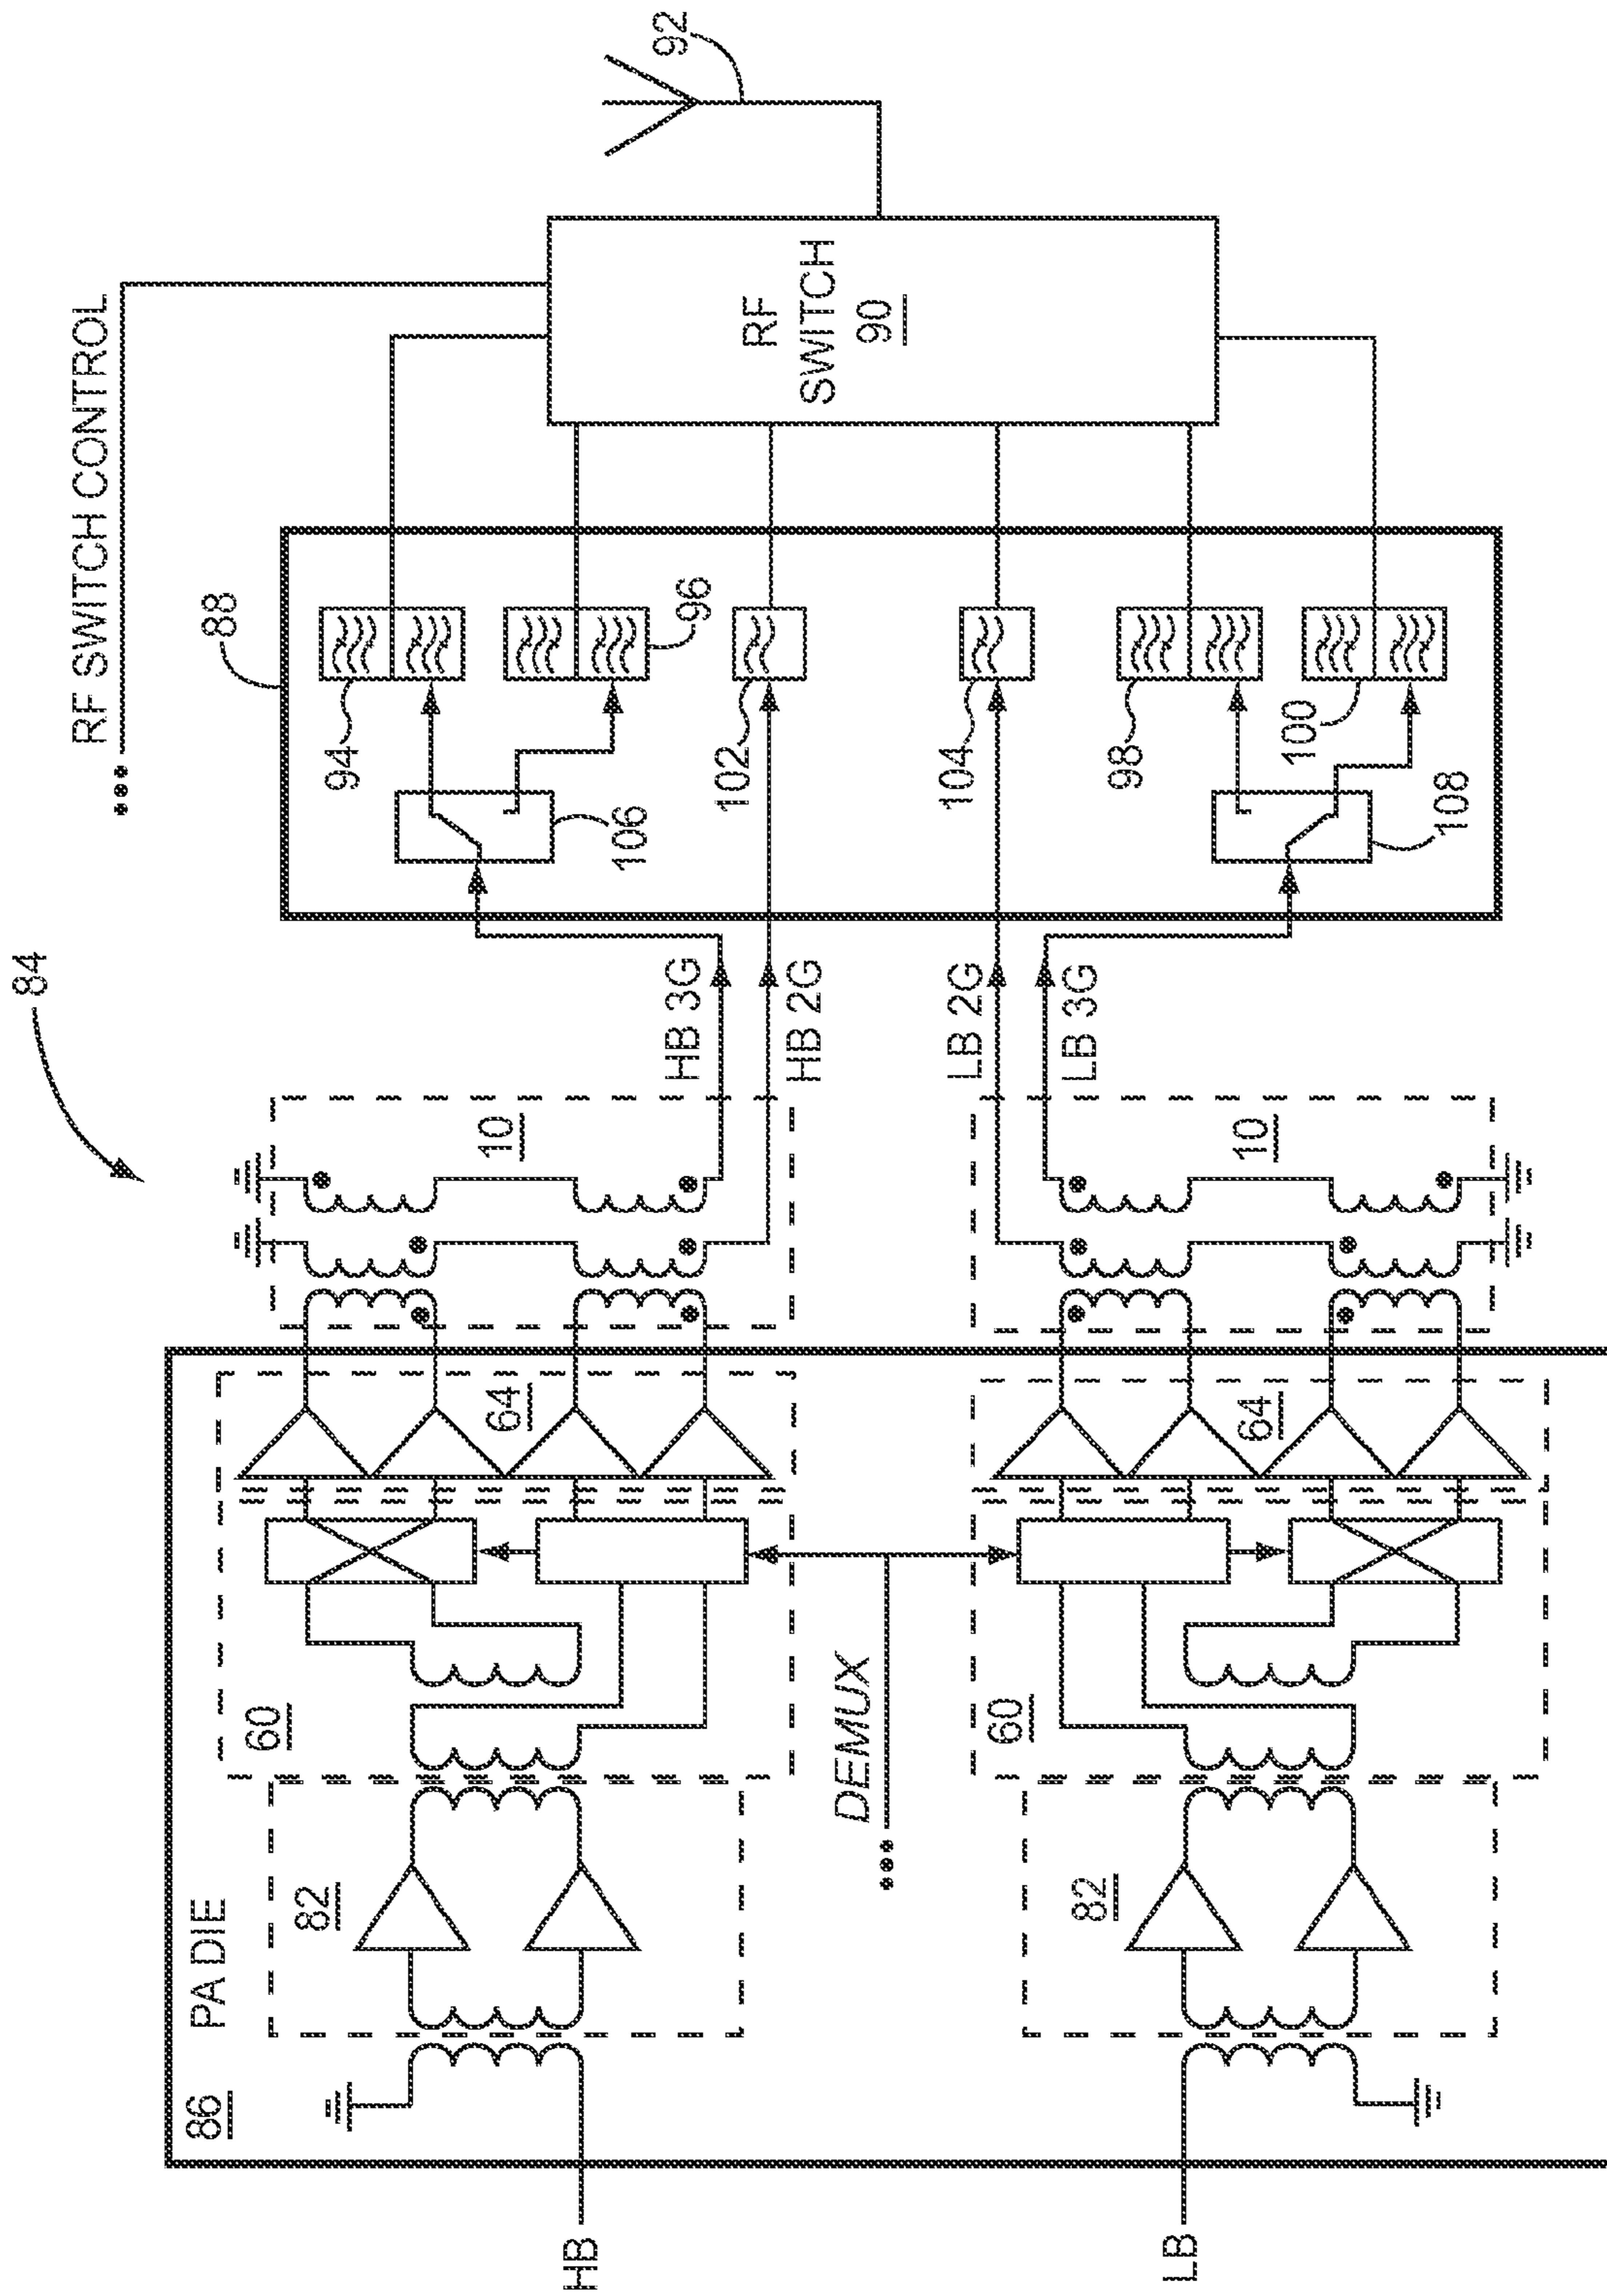 84
RF SWITCH CONTROL
88
92
94
106
96
102
RF
SWITCH
90
104
98
100
108
HB 3G
HB 2G
LB 2G
LB 3G
10
10
64
64
60
60
DEMUX
82
82
PA DIE
86
HB
LB